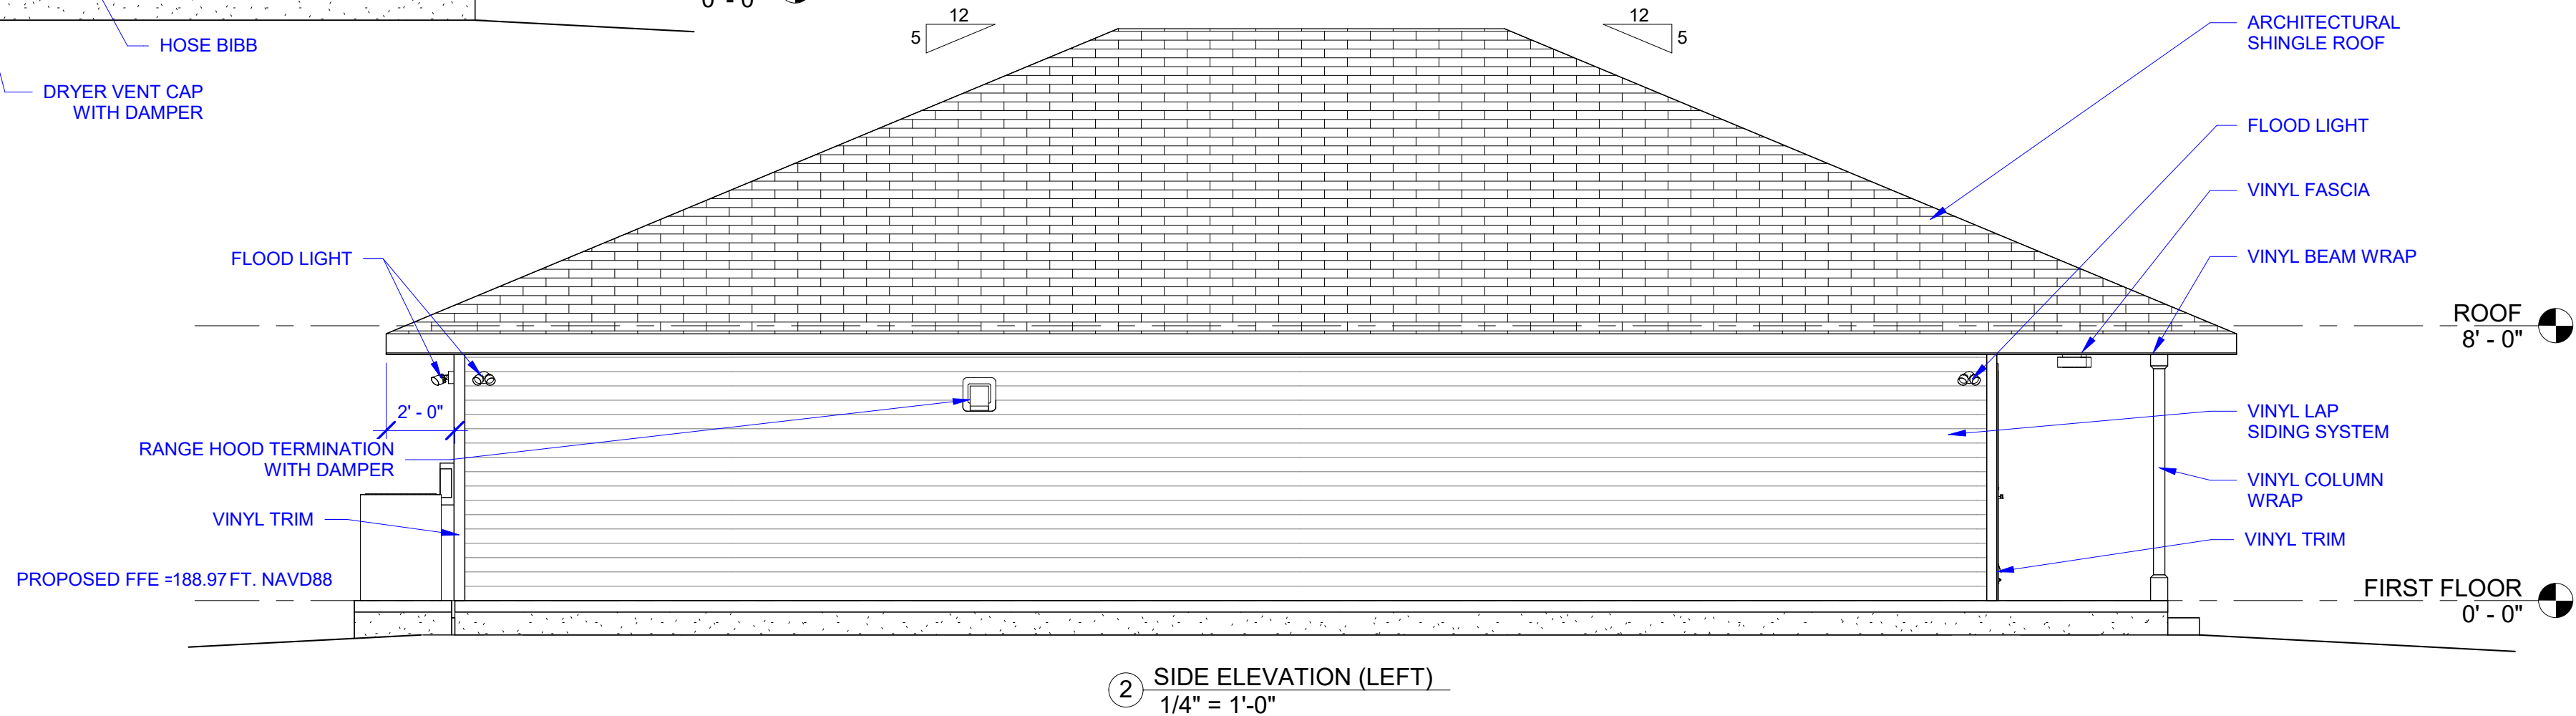 0' - 0"
HOSE BIBB
DRYER VENT CAP
WITH DAMPER
12
5
12
5
ARCHITECTURAL
SHINGLE ROOF
FLOOD LIGHT
VINYL FASCIA
VINYL BEAM WRAP
FLOOD LIGHT
ROOF
8' - 0"
2' - 0"
RANGE HOOD TERMINATION
WITH DAMPER
VINYL LAP
SIDING SYSTEM
VINYL COLUMN
WRAP
VINYL TRIM
VINYL TRIM
PROPOSED FFE =188.97 FT. NAVD88
FIRST FLOOR
0' - 0"
2
SIDE ELEVATION (LEFT)
1/4" = 1'-0"